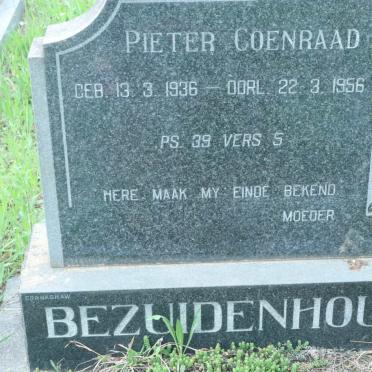 PIETER COENRAAD
GEB. 13. 3. 1936 — OORL. 22. 3. 1956
PS. 39 VERS 5
HERE, MAAK MY EINDE BEKEND
MOEDER
CORNASHAW
BEZUIDENHOU